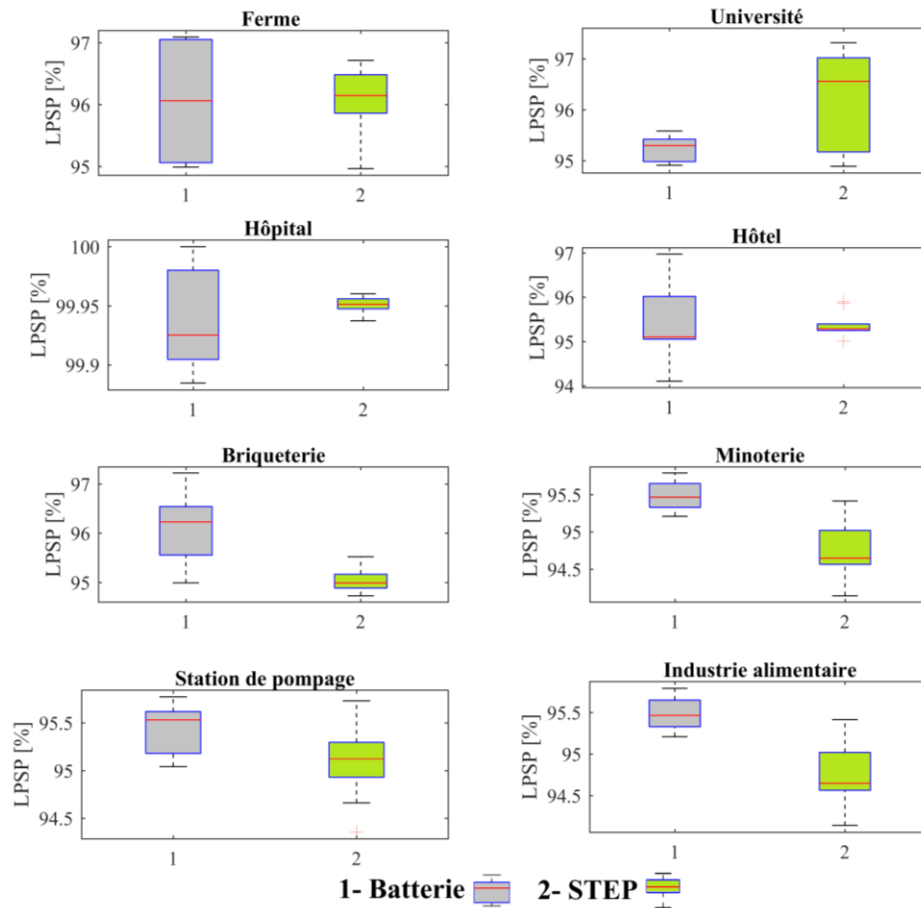 Ferme
LPSP [%]
97
96
95
1
2
Université
LPSP [%]
97
96
95
1
2
Hôpital
LPSP [%]
100
99.95
99.9
1
2
Hôtel
LPSP [%]
97
96
95
94
1
2
Briqueterie
LPSP [%]
97
96
95
1
2
Minoterie
LPSP [%]
95.5
95
94.5
1
2
Station de pompage
LPSP [%]
95.5
95
94.5
1
2
Industrie alimentaire
LPSP [%]
95.5
95
94.5
1
2
1- Batterie 2- STEP